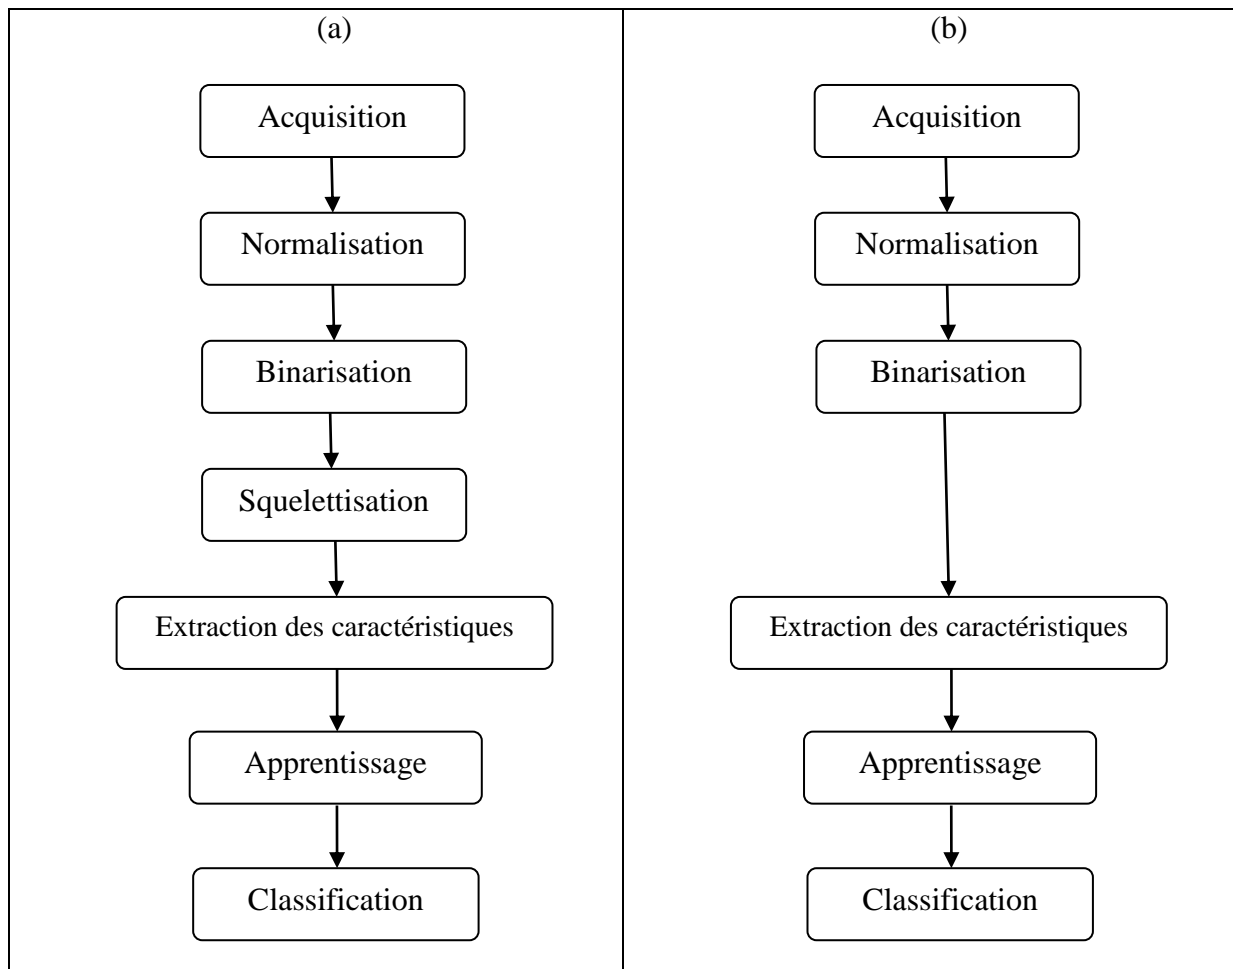 (a)
Acquisition
Normalisation
Binarisation
Squelettisation
Extraction des caractéristiques
Apprentissage
Classification
(b)
Acquisition
Normalisation
Binarisation
Extraction des caractéristiques
Apprentissage
Classification